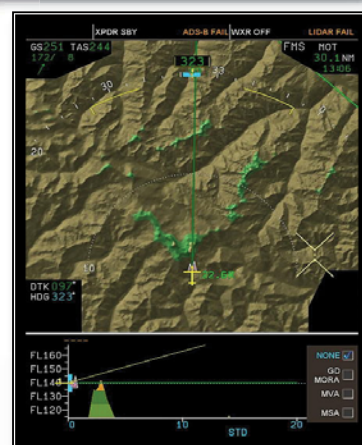 XPDR SBY ADS-B FAIL WXR OFF LIDAR FAIL
GS251 TAS244
172/ 8
FMS MOT
30.1NM
13:06
323
33
30
20
10
DTK 097°
HDG 323°
FL160
FL150
FL140
FL130
FL120
0 10 20
STD
NONE
GD
MORA
MVA
MSA